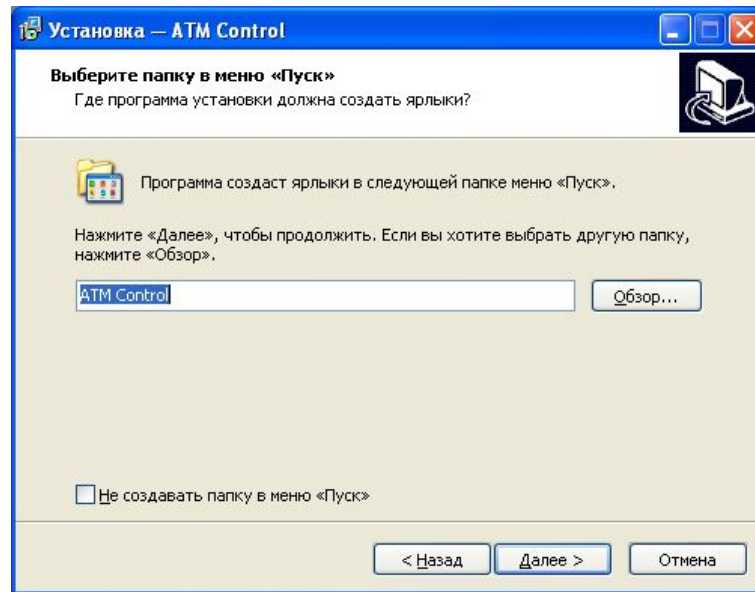 Установка — ATM Control
Выберите папку в меню «Пуск»
Где программа установки должна создать ярлыки?
Программа создаст ярлыки в следующей папке меню «Пуск».
Нажмите «Далее», чтобы продолжить. Если вы хотите выбрать другую папку,
нажмите «Обзор».
ATM Control
Обзор...
Не создавать папку в меню «Пуск»
< Назад
Далее >
Отмена